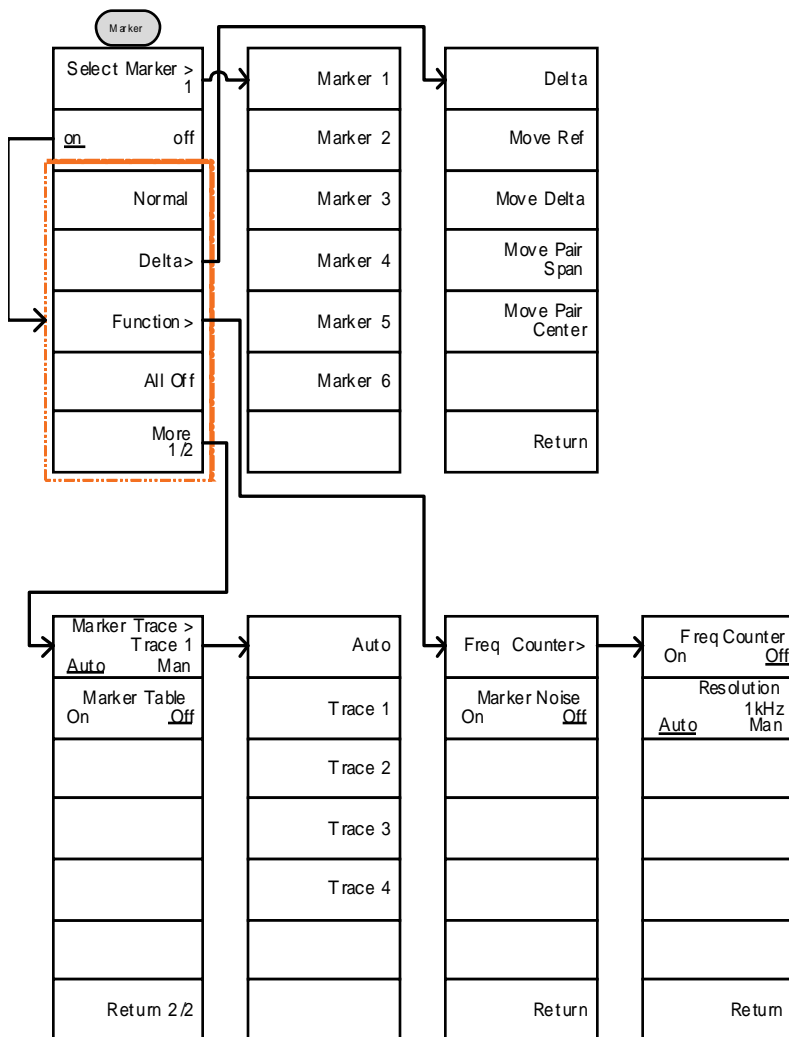 Marker
Select Marker >
1
on off
Normal
Delta>
Function >
All Off
More
1/2
Marker 1
Marker 2
Marker 3
Marker 4
Marker 5
Marker 6
Delta
Move Ref
Move Delta
Move Pair
Span
Move Pair
Center
Return
Marker Trace >
Trace 1
Auto Man
Marker Table
On Off
Return 2/2
Auto
Trace 1
Trace 2
Trace 3
Trace 4
Freq Counter>
Marker Noise
On Off
Return
Freq Counter
On Off
Resolution
1kHz
Auto Man
Return